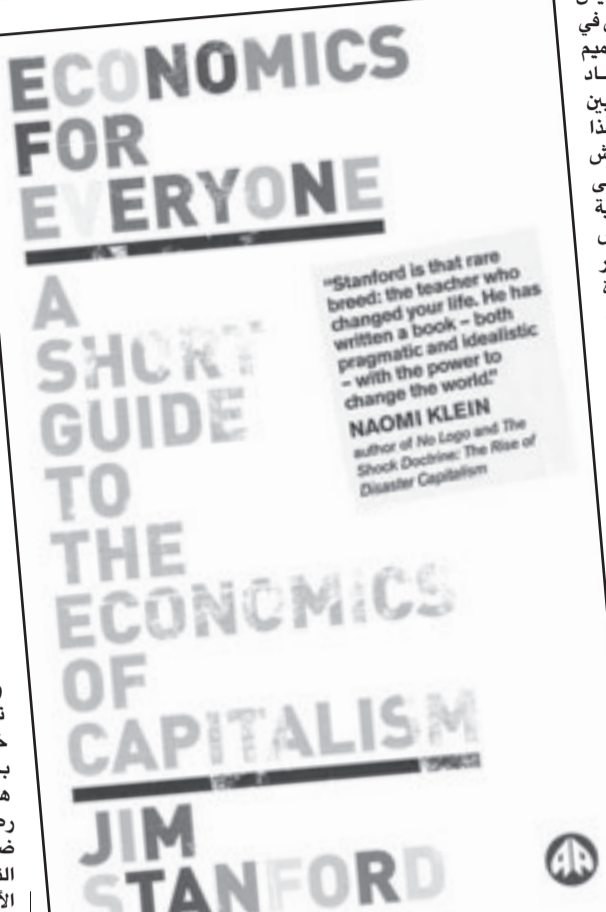 ECONOMICS
FOR
EVERYONE
A
SHORT
GUIDE
TO
THE
ECONOMICS
OF
CAPITALISM
JIM
STANFORD
"Stanford is that rare
breed: the teacher who
changed your life. He has
written a book – both
pragmatic and idealistic
– with the power to
change the world."
NAOMI KLEIN
author of No Logo and The
Shock Doctrine: The Rise of
Disaster Capitalism